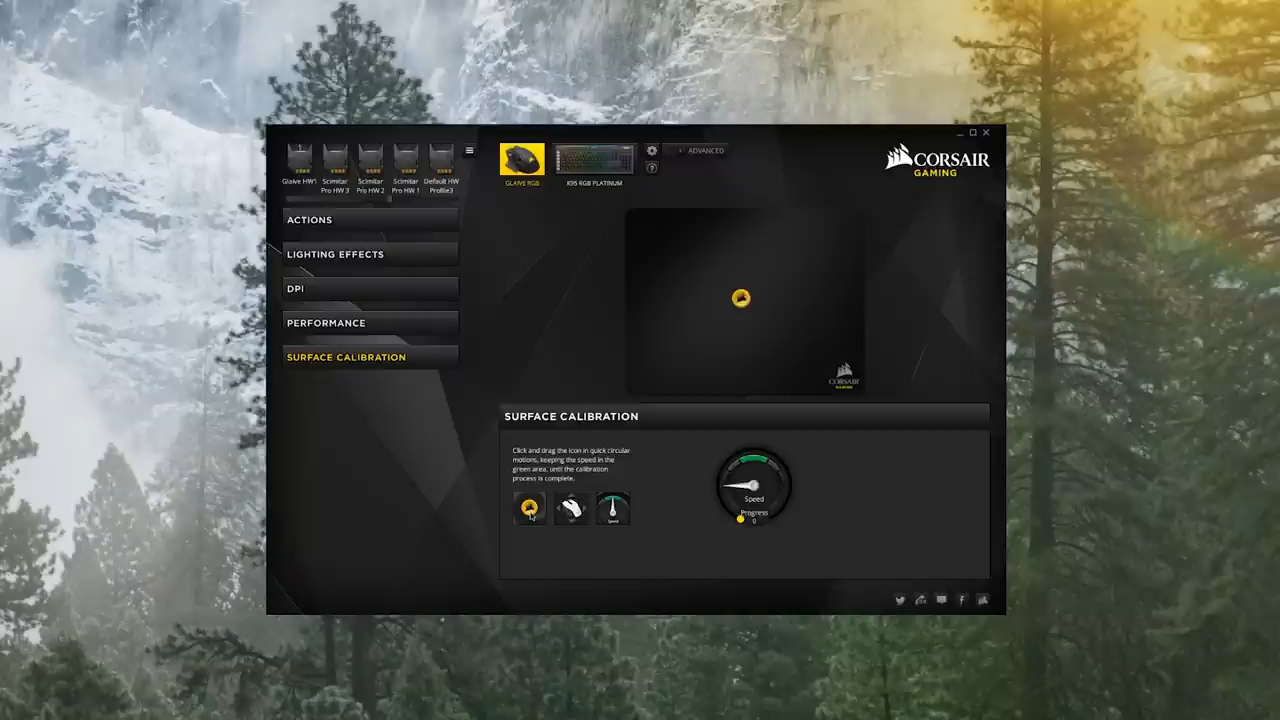 1
Glaive HW1
Scimitar
Pro HW 3
Scimitar
Pro HW 2
Scimitar
Pro HW 1
Default HW
Profile3
GLAIVE RGB
K95 RGB PLATINUM
?
ADVANCED
CORSAIR
GAMING
ACTIONS
LIGHTING EFFECTS
DPI
PERFORMANCE
SURFACE CALIBRATION
CORSAIR
GAMING
SURFACE CALIBRATION
Click and drag the icon in quick circular
motions, keeping the speed in the
green area, until the calibration
process is complete.
Speed
Speed
Progress
0